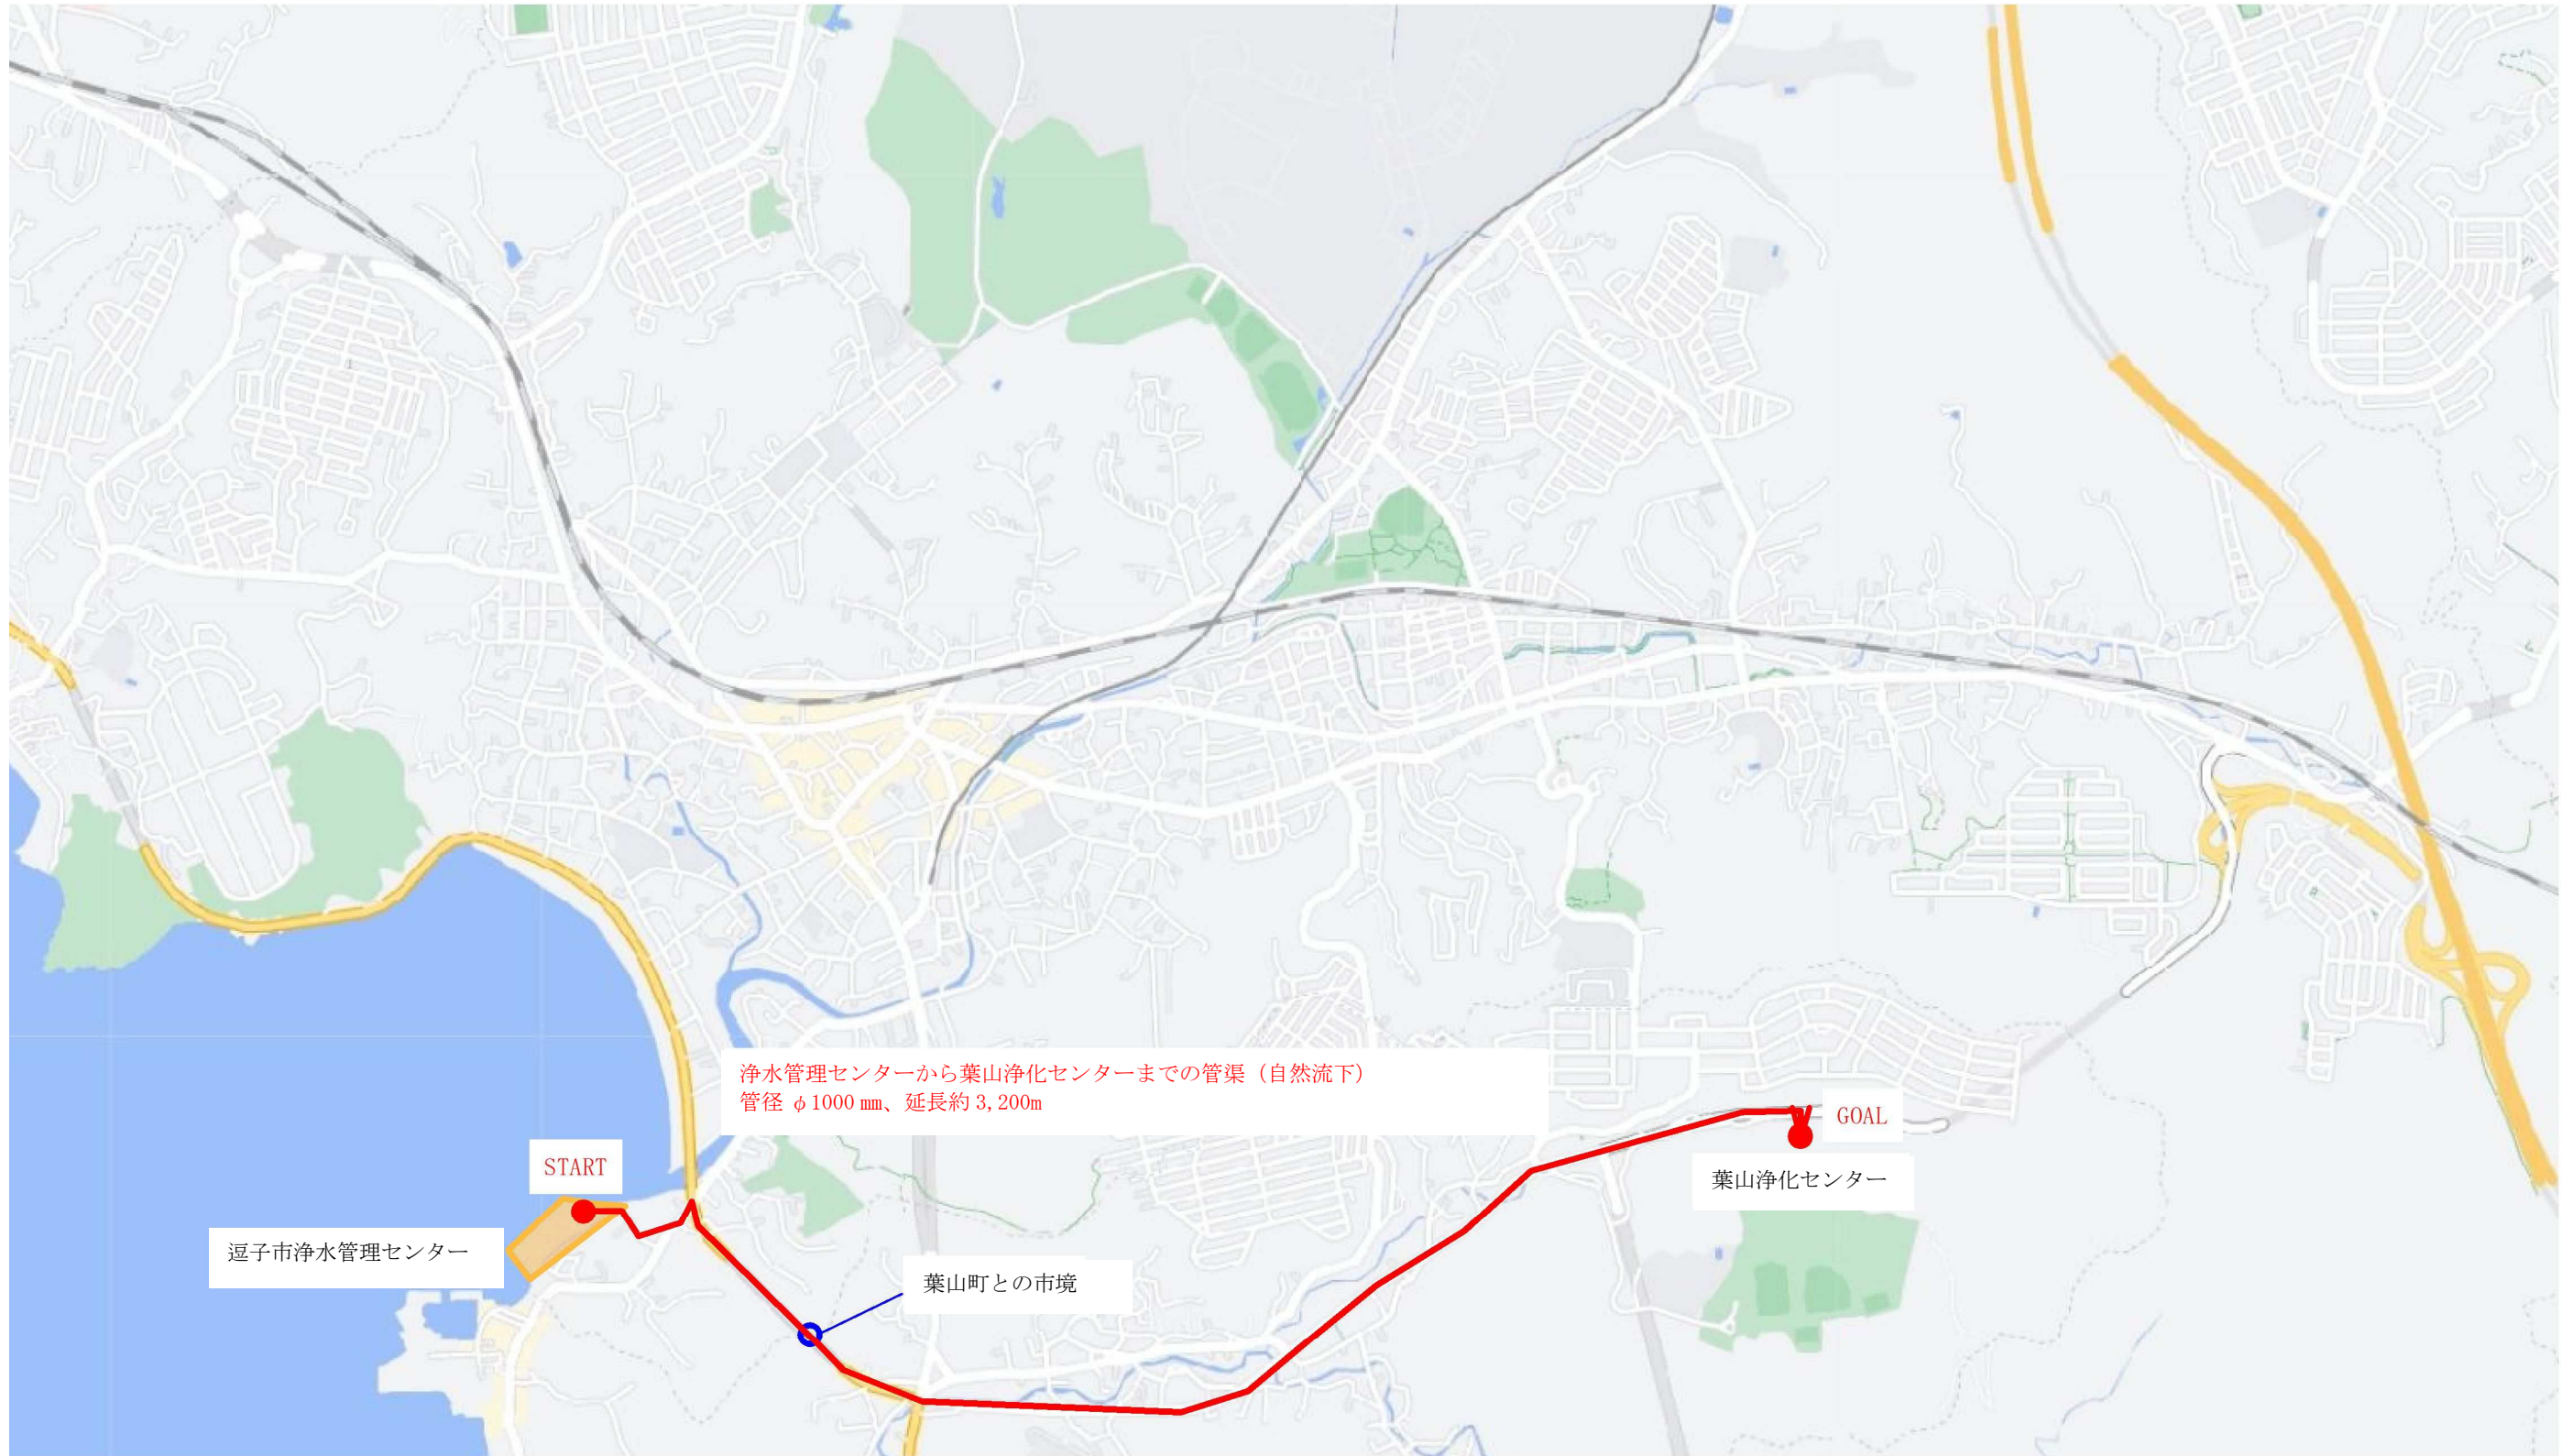 浄水管理センターから葉山浄化センターまでの管渠（自然流下）
管径 φ1000 ㎜、延長約 3,200m
GOAL
START
葉山浄化センター
逗子市浄水管理センター
葉山町との市境